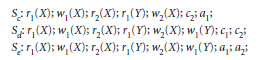 S_c: r_1(X); w_1(X); r_2(X); r_1(Y); w_2(X); c_2; a_1;
S_d: r_1(X); w_1(X); r_2(X); r_1(Y); w_2(X); w_1(Y); c_1; c_2;
S_e: r_1(X); w_1(X); r_2(X); r_1(Y); w_2(X); w_1(Y); a_1; a_2;